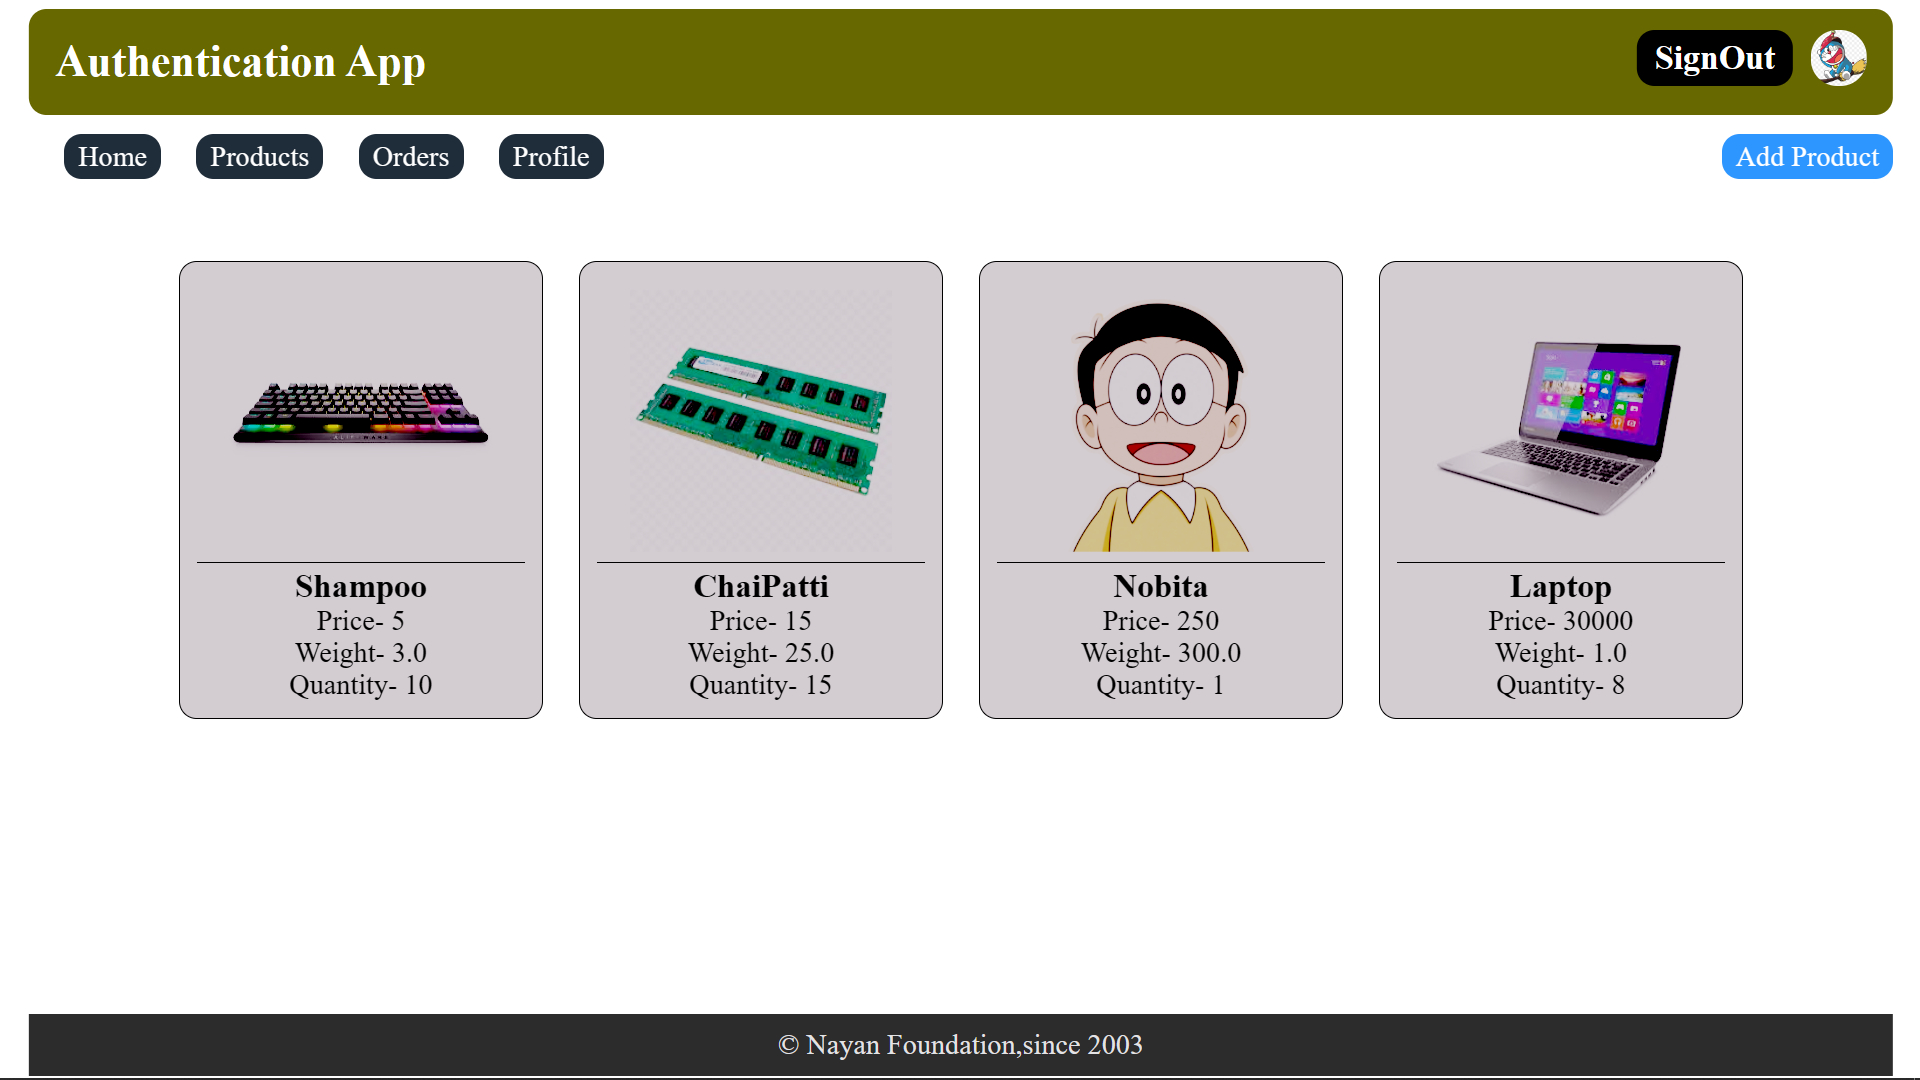 Authentication App
SignOut
Home
Products
Orders
Profile
Add Product
ALIENWARE
Shampoo
Price- 5
Weight- 3.0
Quantity- 10
ChaiPatti
Price- 15
Weight- 25.0
Quantity- 15
Nobita
Price- 250
Weight- 300.0
Quantity- 1
Laptop
Price- 30000
Weight- 1.0
Quantity- 8
© Nayan Foundation,since 2003